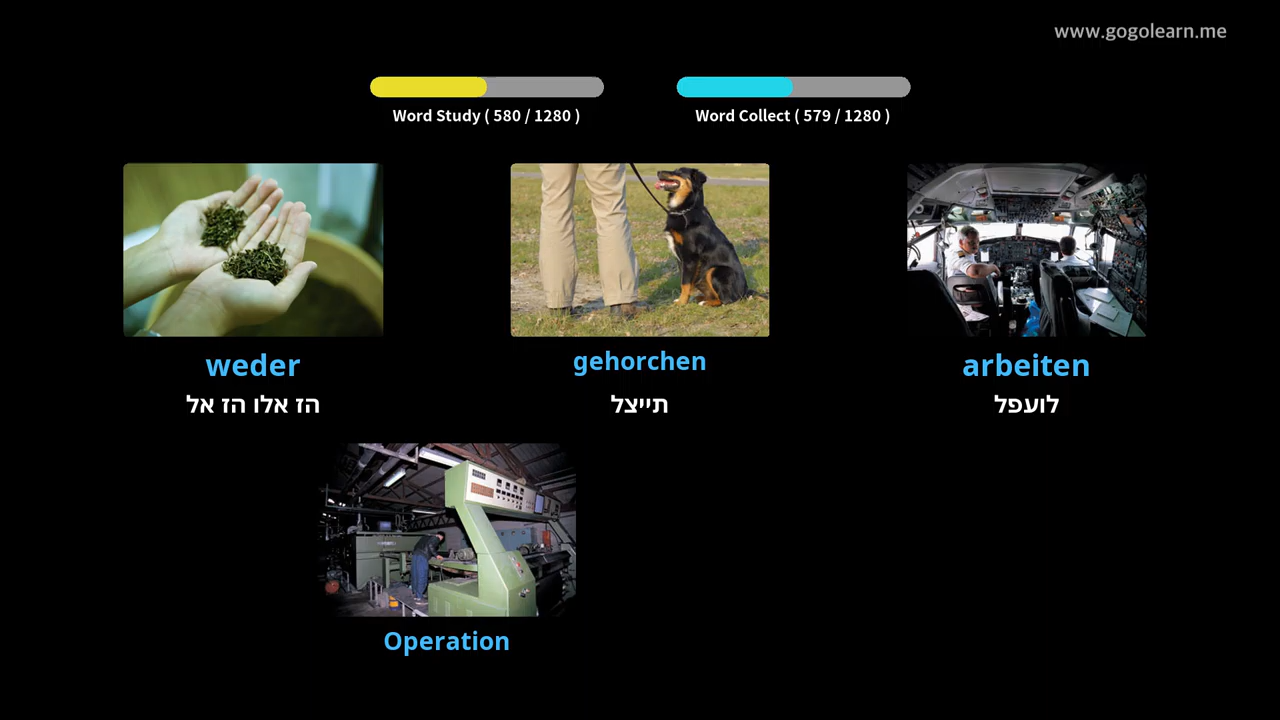 www.gogolearn.me
Word Study ( 580 / 1280 )
Word Collect ( 579 / 1280 )
weder
הז אלו הז אל
gehorchen
תייצל
arbeiten
לועפל
Operation